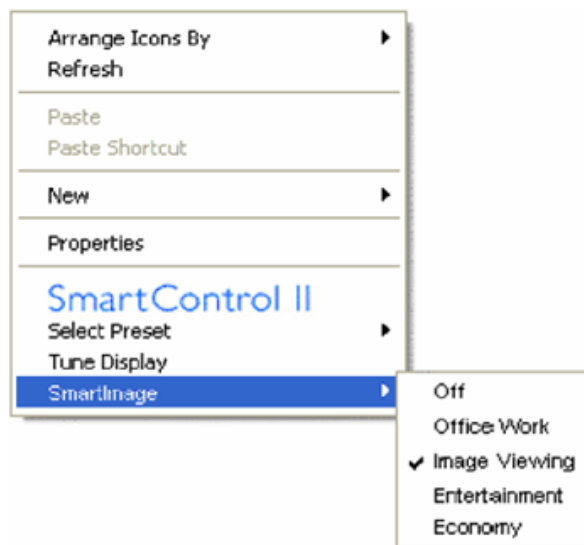 Arrange Icons By
Refresh
Paste
Paste Shortcut
New
Properties
SmartControl II
Select Preset
Tune Display
SmartImage
Off
Office Work
Image Viewing
Entertainment
Economy